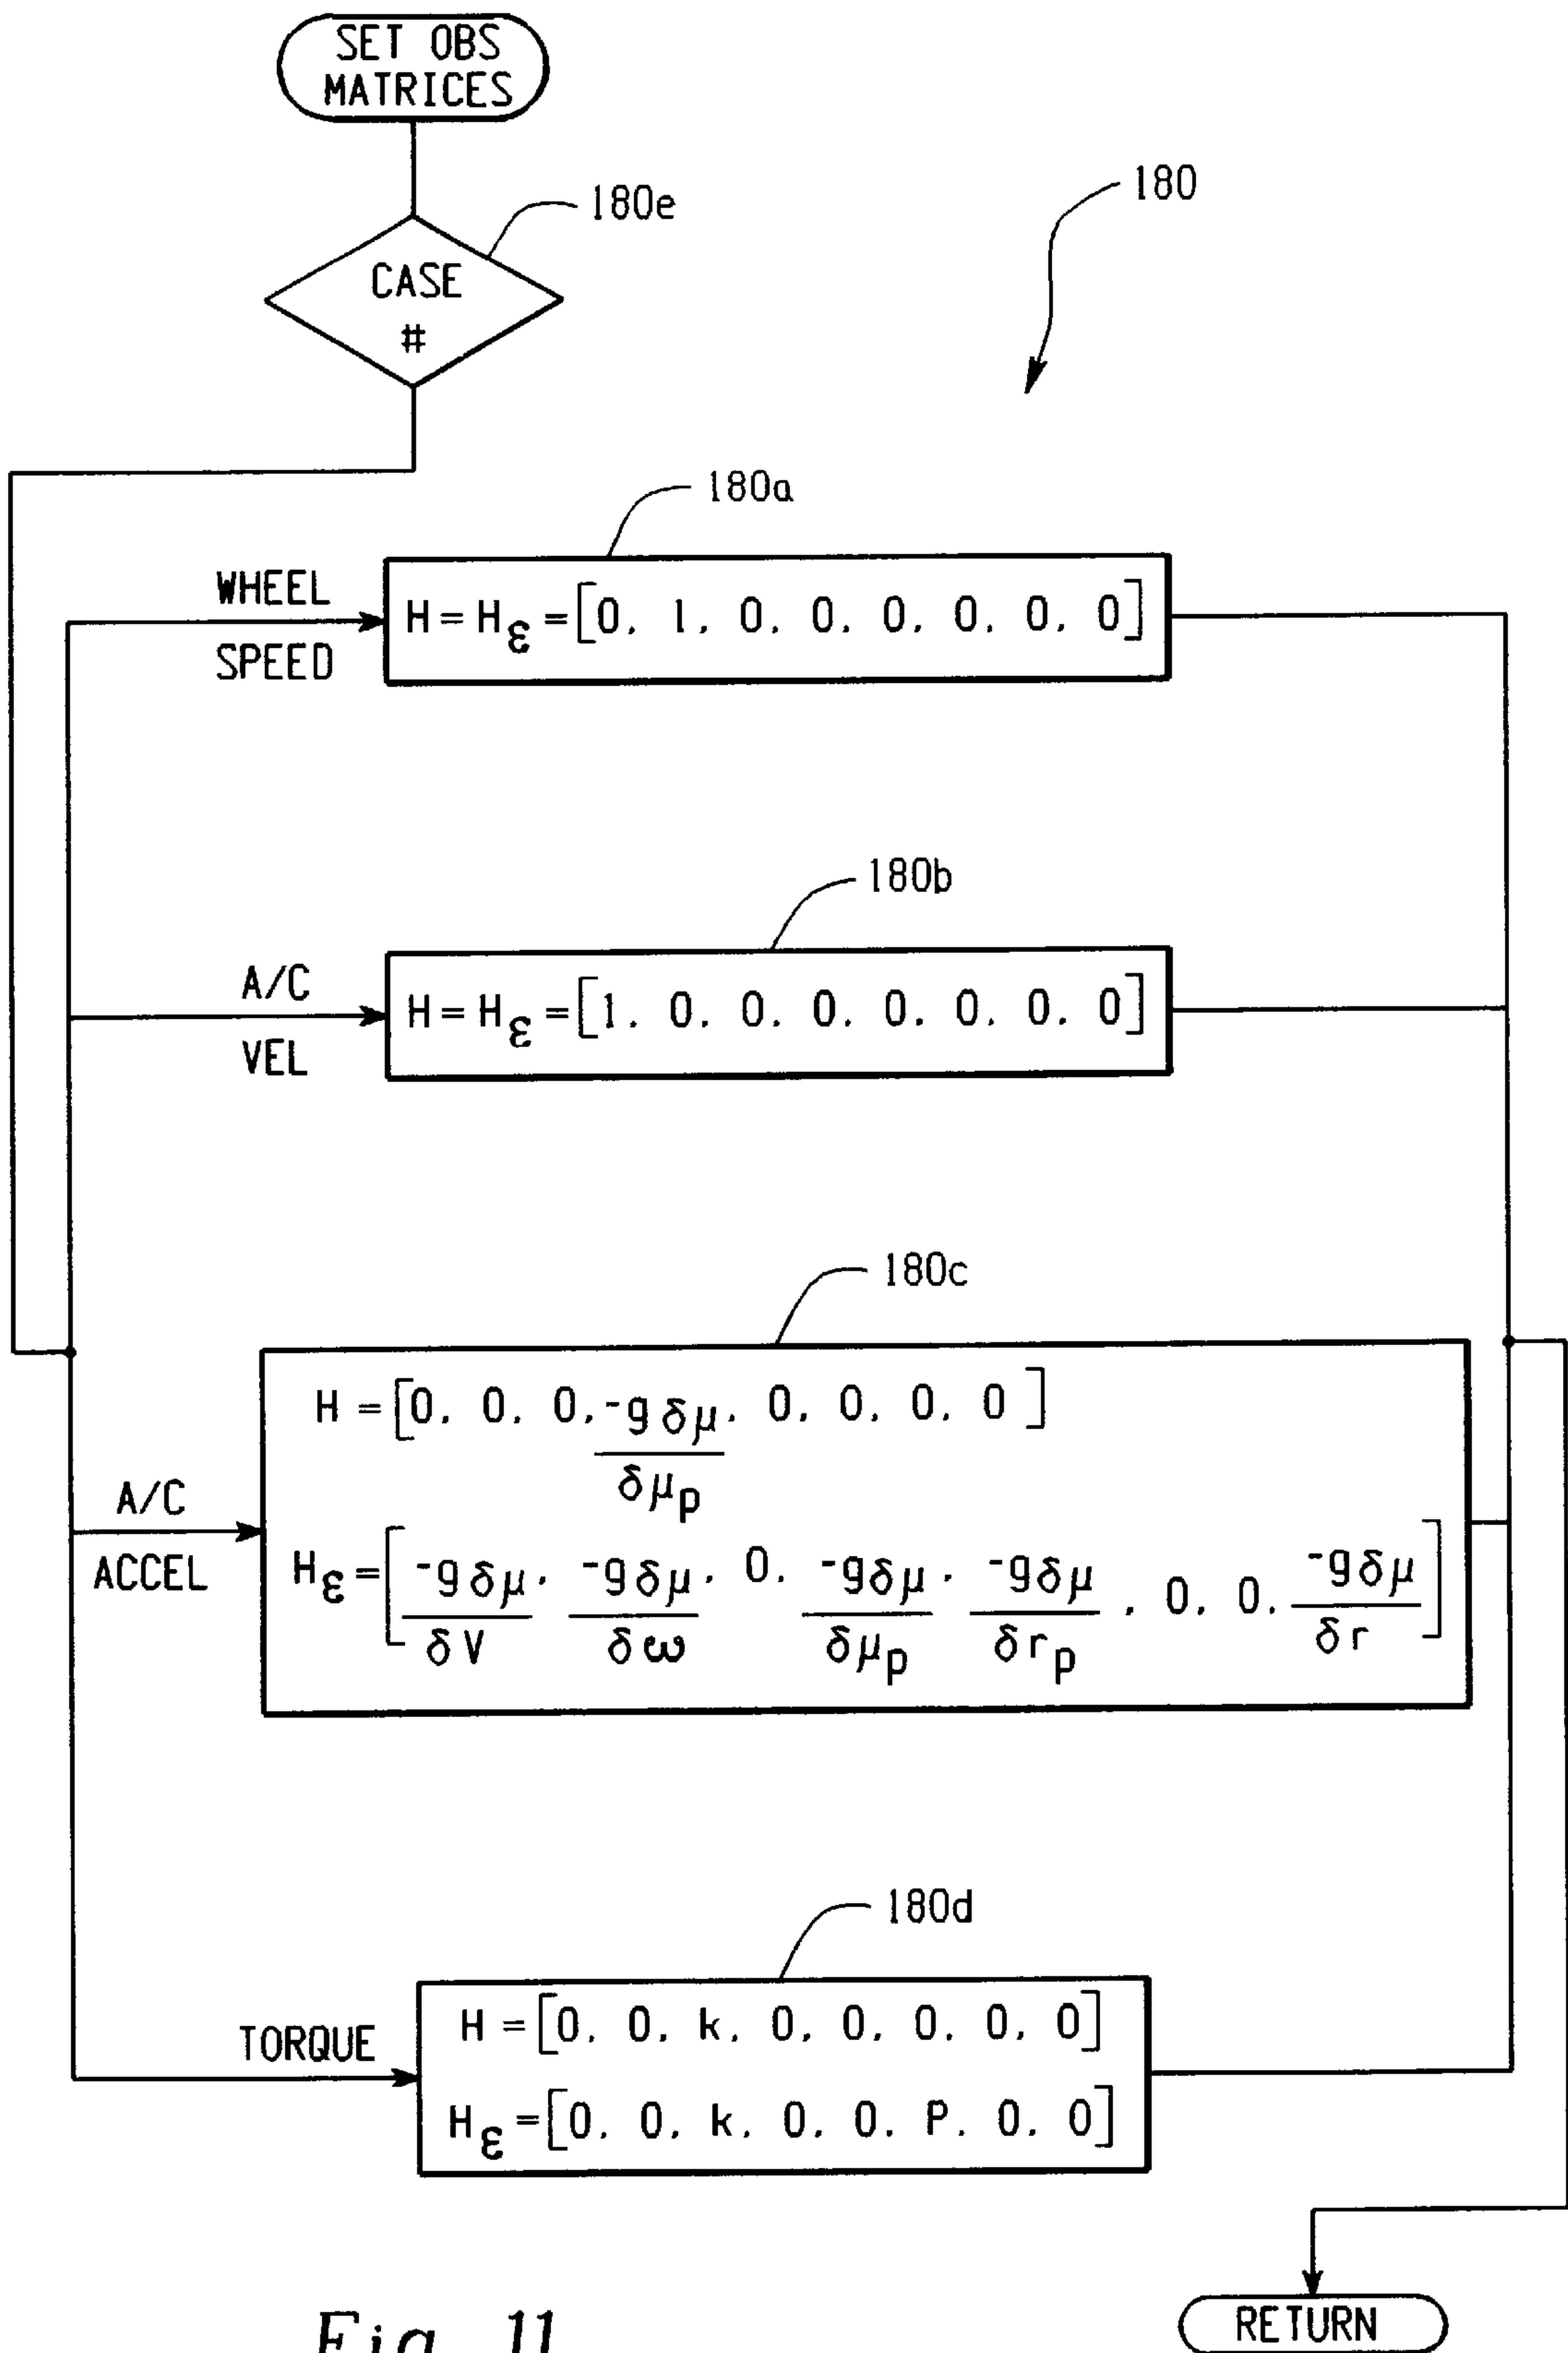 SET OBS
MATRICES
180e
180
CASE
#
180a
WHEEL
SPEED
H = Hε = [0, 1, 0, 0, 0, 0, 0, 0]
180b
A/C
VEL
H = Hε = [1, 0, 0, 0, 0, 0, 0, 0]
180c
A/C
ACCEL
H = [0, 0, 0, -gδμ/δμp, 0, 0, 0, 0]
Hε = [-gδμ/δV, -gδμ/δω, 0, -gδμ/δμp, -gδμ/δrp, 0, 0, -gδμ/δr]
180d
TORQUE
H = [0, 0, k, 0, 0, 0, 0, 0]
Hε = [0, 0, k, 0, 0, P, 0, 0]
RETURN
Fig. 11